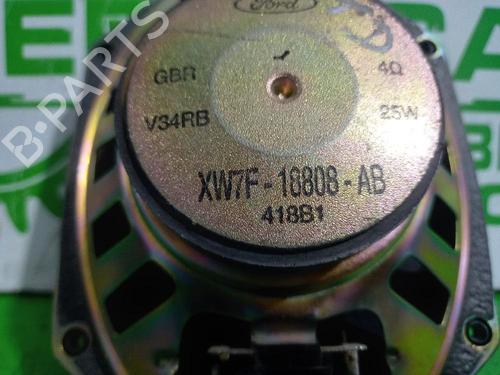 Ford
GBR 4Ω
V34RB 25W
XW7F-18808-AB
418B1
B-PARTS